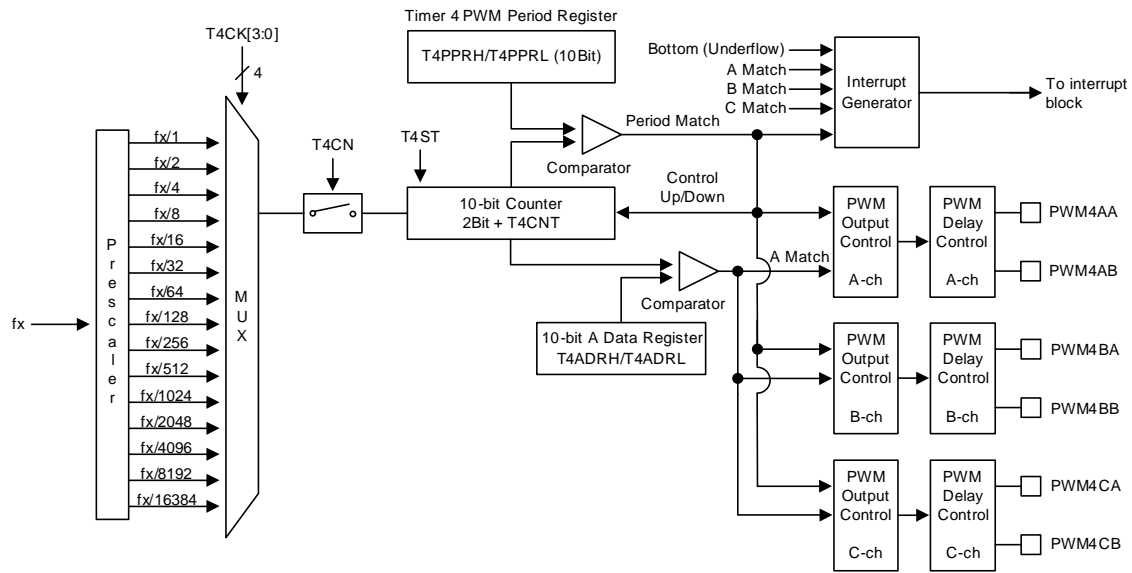 Timer 4 PWM Period Register
T4CK[3:0]
T4PPRH/T4PPRL (10Bit)
4
Bottom (Underflow)
A Match
B Match
C Match
Interrupt
Generator
To interrupt
block
fx/1
fx/2
fx/4
fx/8
fx/16
fx/32
fx/64
fx/128
fx/256
fx/512
fx/1024
fx/2048
fx/4096
fx/8192
fx/16384
fx
Prescaler
MUX
T4CN
T4ST
Period Match
Comparator
10-bit Counter
2Bit + T4CNT
Control
Up/Down
A Match
Comparator
10-bit A Data Register
T4ADRH/T4ADRL
PWM
Output
Control
A-ch
PWM
Delay
Control
A-ch
PWM4AA
PWM4AB
PWM
Output
Control
B-ch
PWM
Delay
Control
B-ch
PWM4BA
PWM4BB
PWM
Output
Control
C-ch
PWM
Delay
Control
C-ch
PWM4CA
PWM4CB